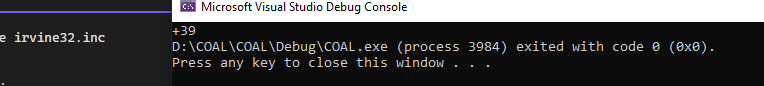 Microsoft Visual Studio Debug Console
+39
e irvine32.inc
D:\COAL\COAL\Debug\COAL.exe (process 3984) exited with code 0 (0x0).
Press any key to close this window . . .
.